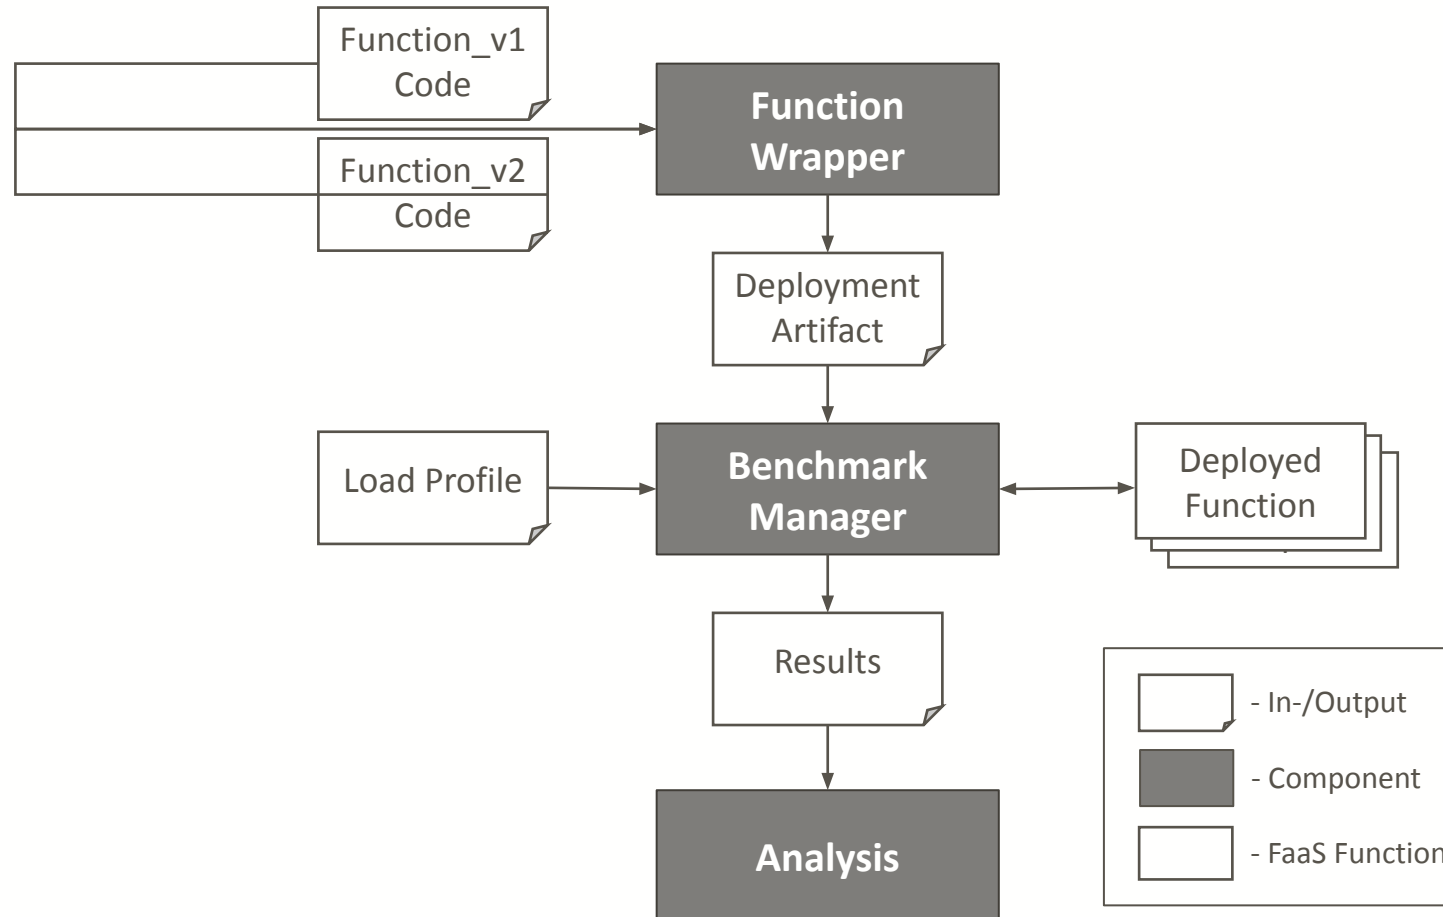 Function_v1
Code
Function
Wrapper
Function_v2
Code
Deployment
Artifact
Load Profile
Benchmark
Manager
Deployed
Function
Results
- In-/Output
- Component
- FaaS Function
Analysis